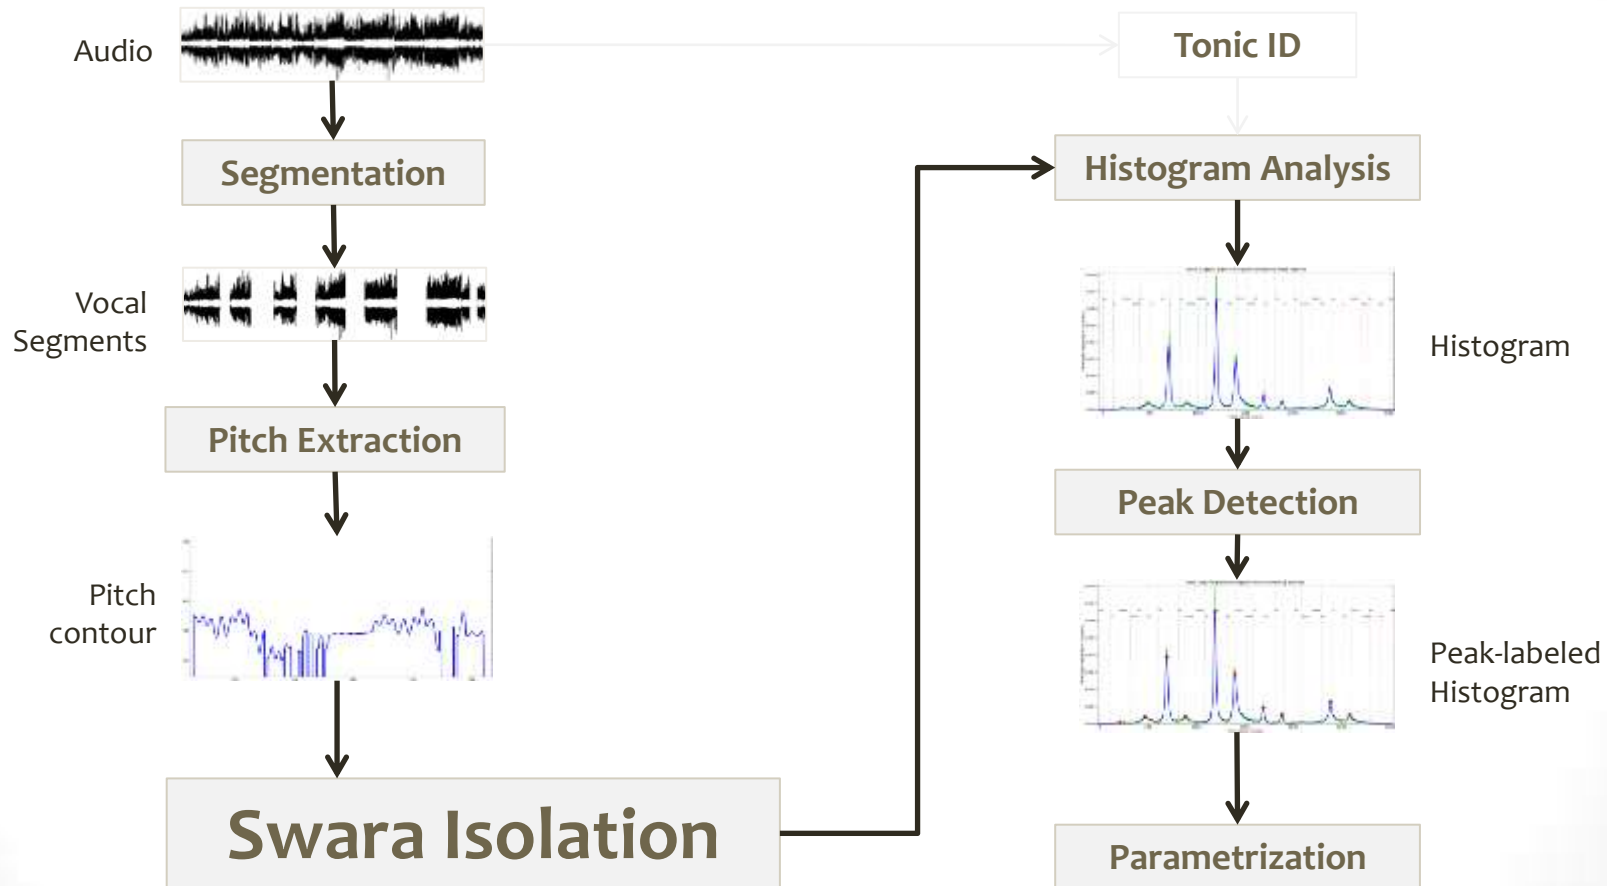 Audio
Segmentation
Vocal
Segments
Pitch Extraction
Pitch
contour
Swara Isolation
Tonic ID
Histogram Analysis
Histogram
Peak Detection
Peak-labeled
Histogram
Parametrization